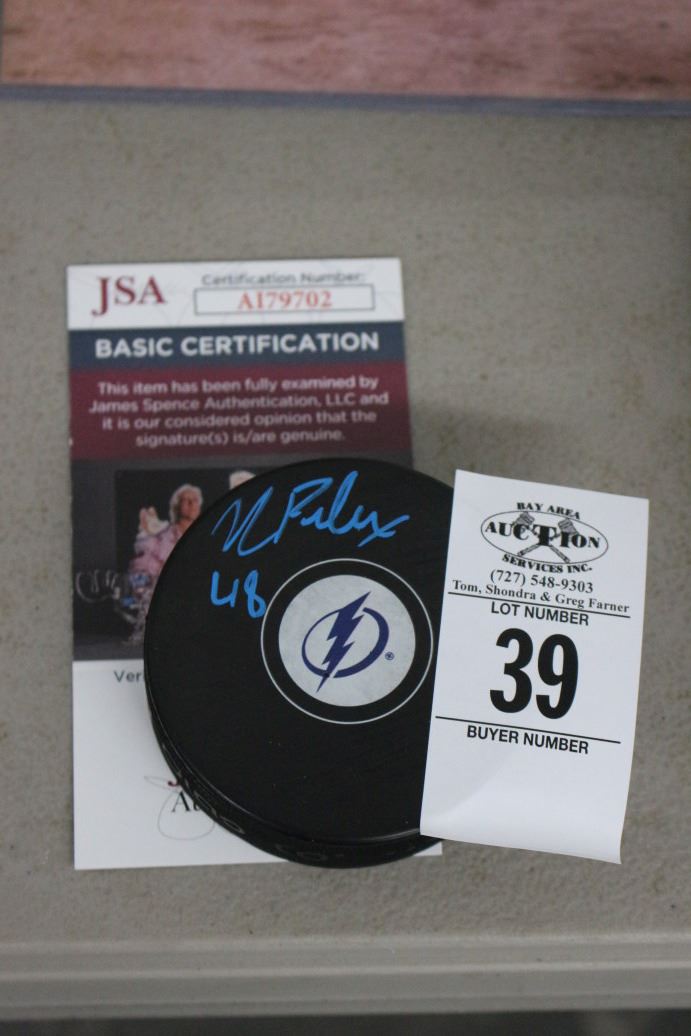 JSA
Certification Number:
AI79702
BASIC CERTIFICATION
This item has been fully examined by
James Spence Authentication, LLC and
it is our considered opinion that the
signature(s) is/are genuine.
48
Ver
BAY AREA
AUCTION
SERVICES INC.
(727) 548-9303
Tom, Shondra & Greg Farner
LOT NUMBER
39
BUYER NUMBER